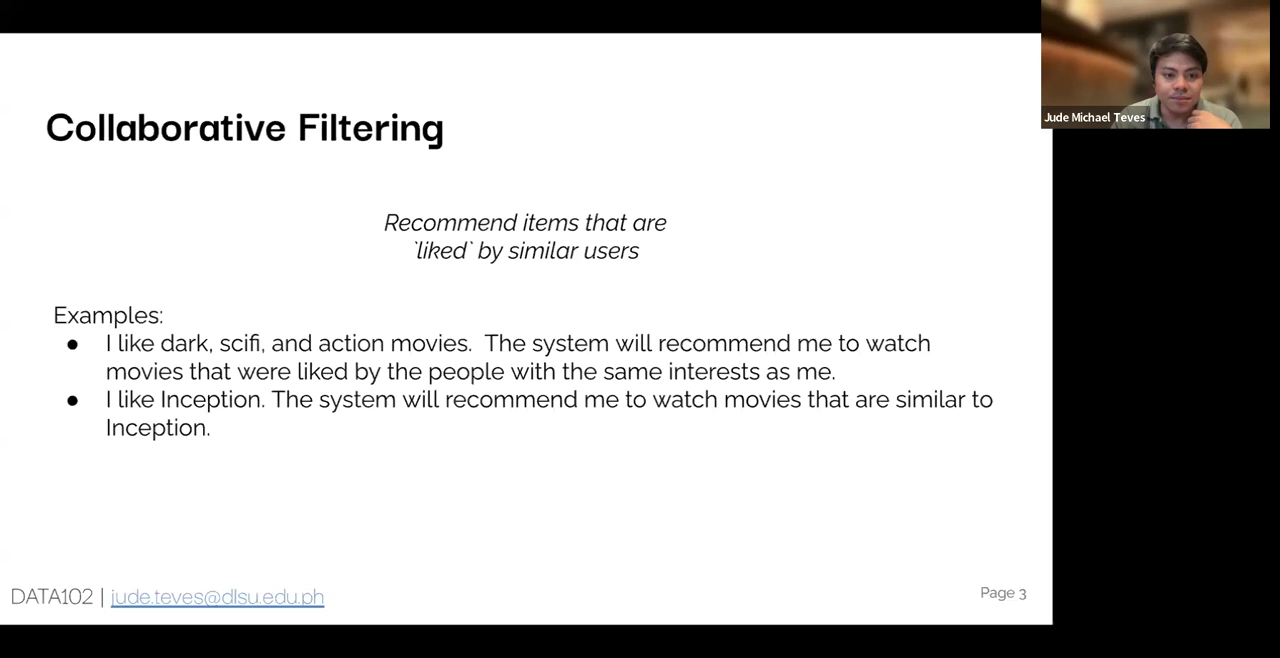 Collaborative Filtering
Recommend items that are
`liked` by similar users
Examples:
● I like dark, scifi, and action movies.  The system will recommend me to watch
movies that were liked by the people with the same interests as me.
● I like Inception. The system will recommend me to watch movies that are similar to
Inception.
DATA102 | jude.teves@dlsu.edu.ph
Page 3
Jude Michael Teves